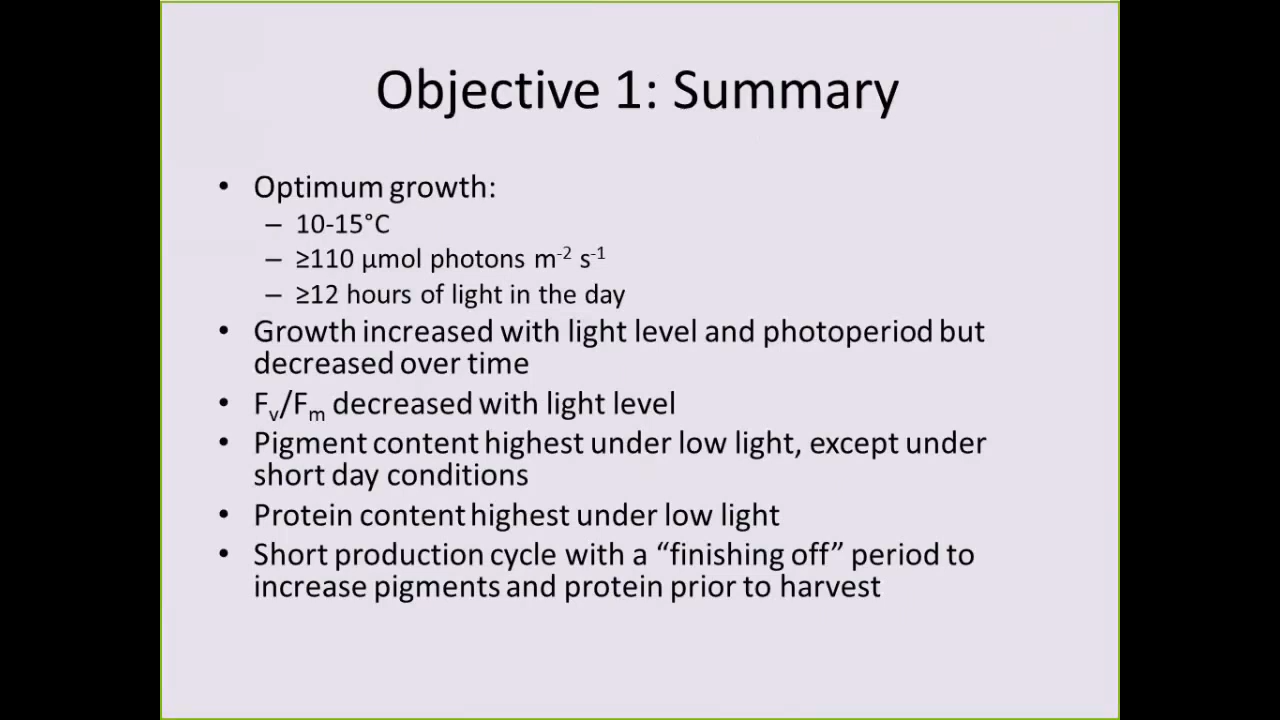 Objective 1: Summary
• Optimum growth:
– 10-15°C
– ≥110 µmol photons m⁻² s⁻¹
– ≥12 hours of light in the day
• Growth increased with light level and photoperiod but
decreased over time
• Fᵥ/Fₘ decreased with light level
• Pigment content highest under low light, except under
short day conditions
• Protein content highest under low light
• Short production cycle with a “finishing off” period to
increase pigments and protein prior to harvest